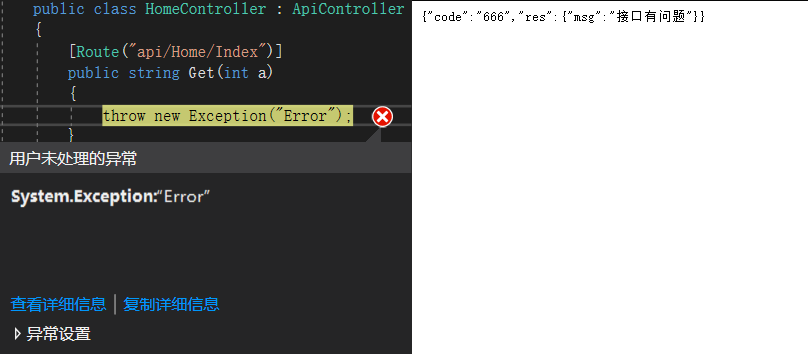 public class HomeController : ApiController
{
[Route("api/Home/Index")]
public string Get(int a)
{
throw new Exception("Error");
}
用户未处理的异常
System.Exception:“Error”
查看详细信息 | 复制详细信息
异常设置
{"code":"666","res":{"msg":"接口有问题"}}